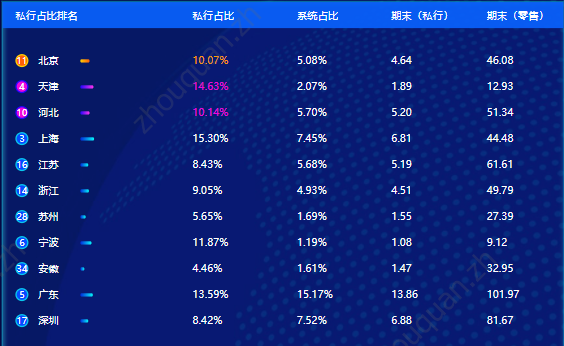 私行占比排名 私行占比 系统占比 期末（私行） 期末（零售）
11 北京 10.07% 5.08% 4.64 46.08
4 天津 14.63% 2.07% 1.89 12.93
10 河北 10.14% 5.70% 5.20 51.34
3 上海 15.30% 7.45% 6.81 44.48
16 江苏 8.43% 5.68% 5.19 61.61
14 浙江 9.05% 4.93% 4.51 49.79
28 苏州 5.65% 1.69% 1.55 27.39
6 宁波 11.87% 1.19% 1.08 9.12
34 安徽 4.46% 1.61% 1.47 32.95
5 广东 13.59% 15.17% 13.86 101.97
17 深圳 8.42% 7.52% 6.88 81.67
zhouquan.zh